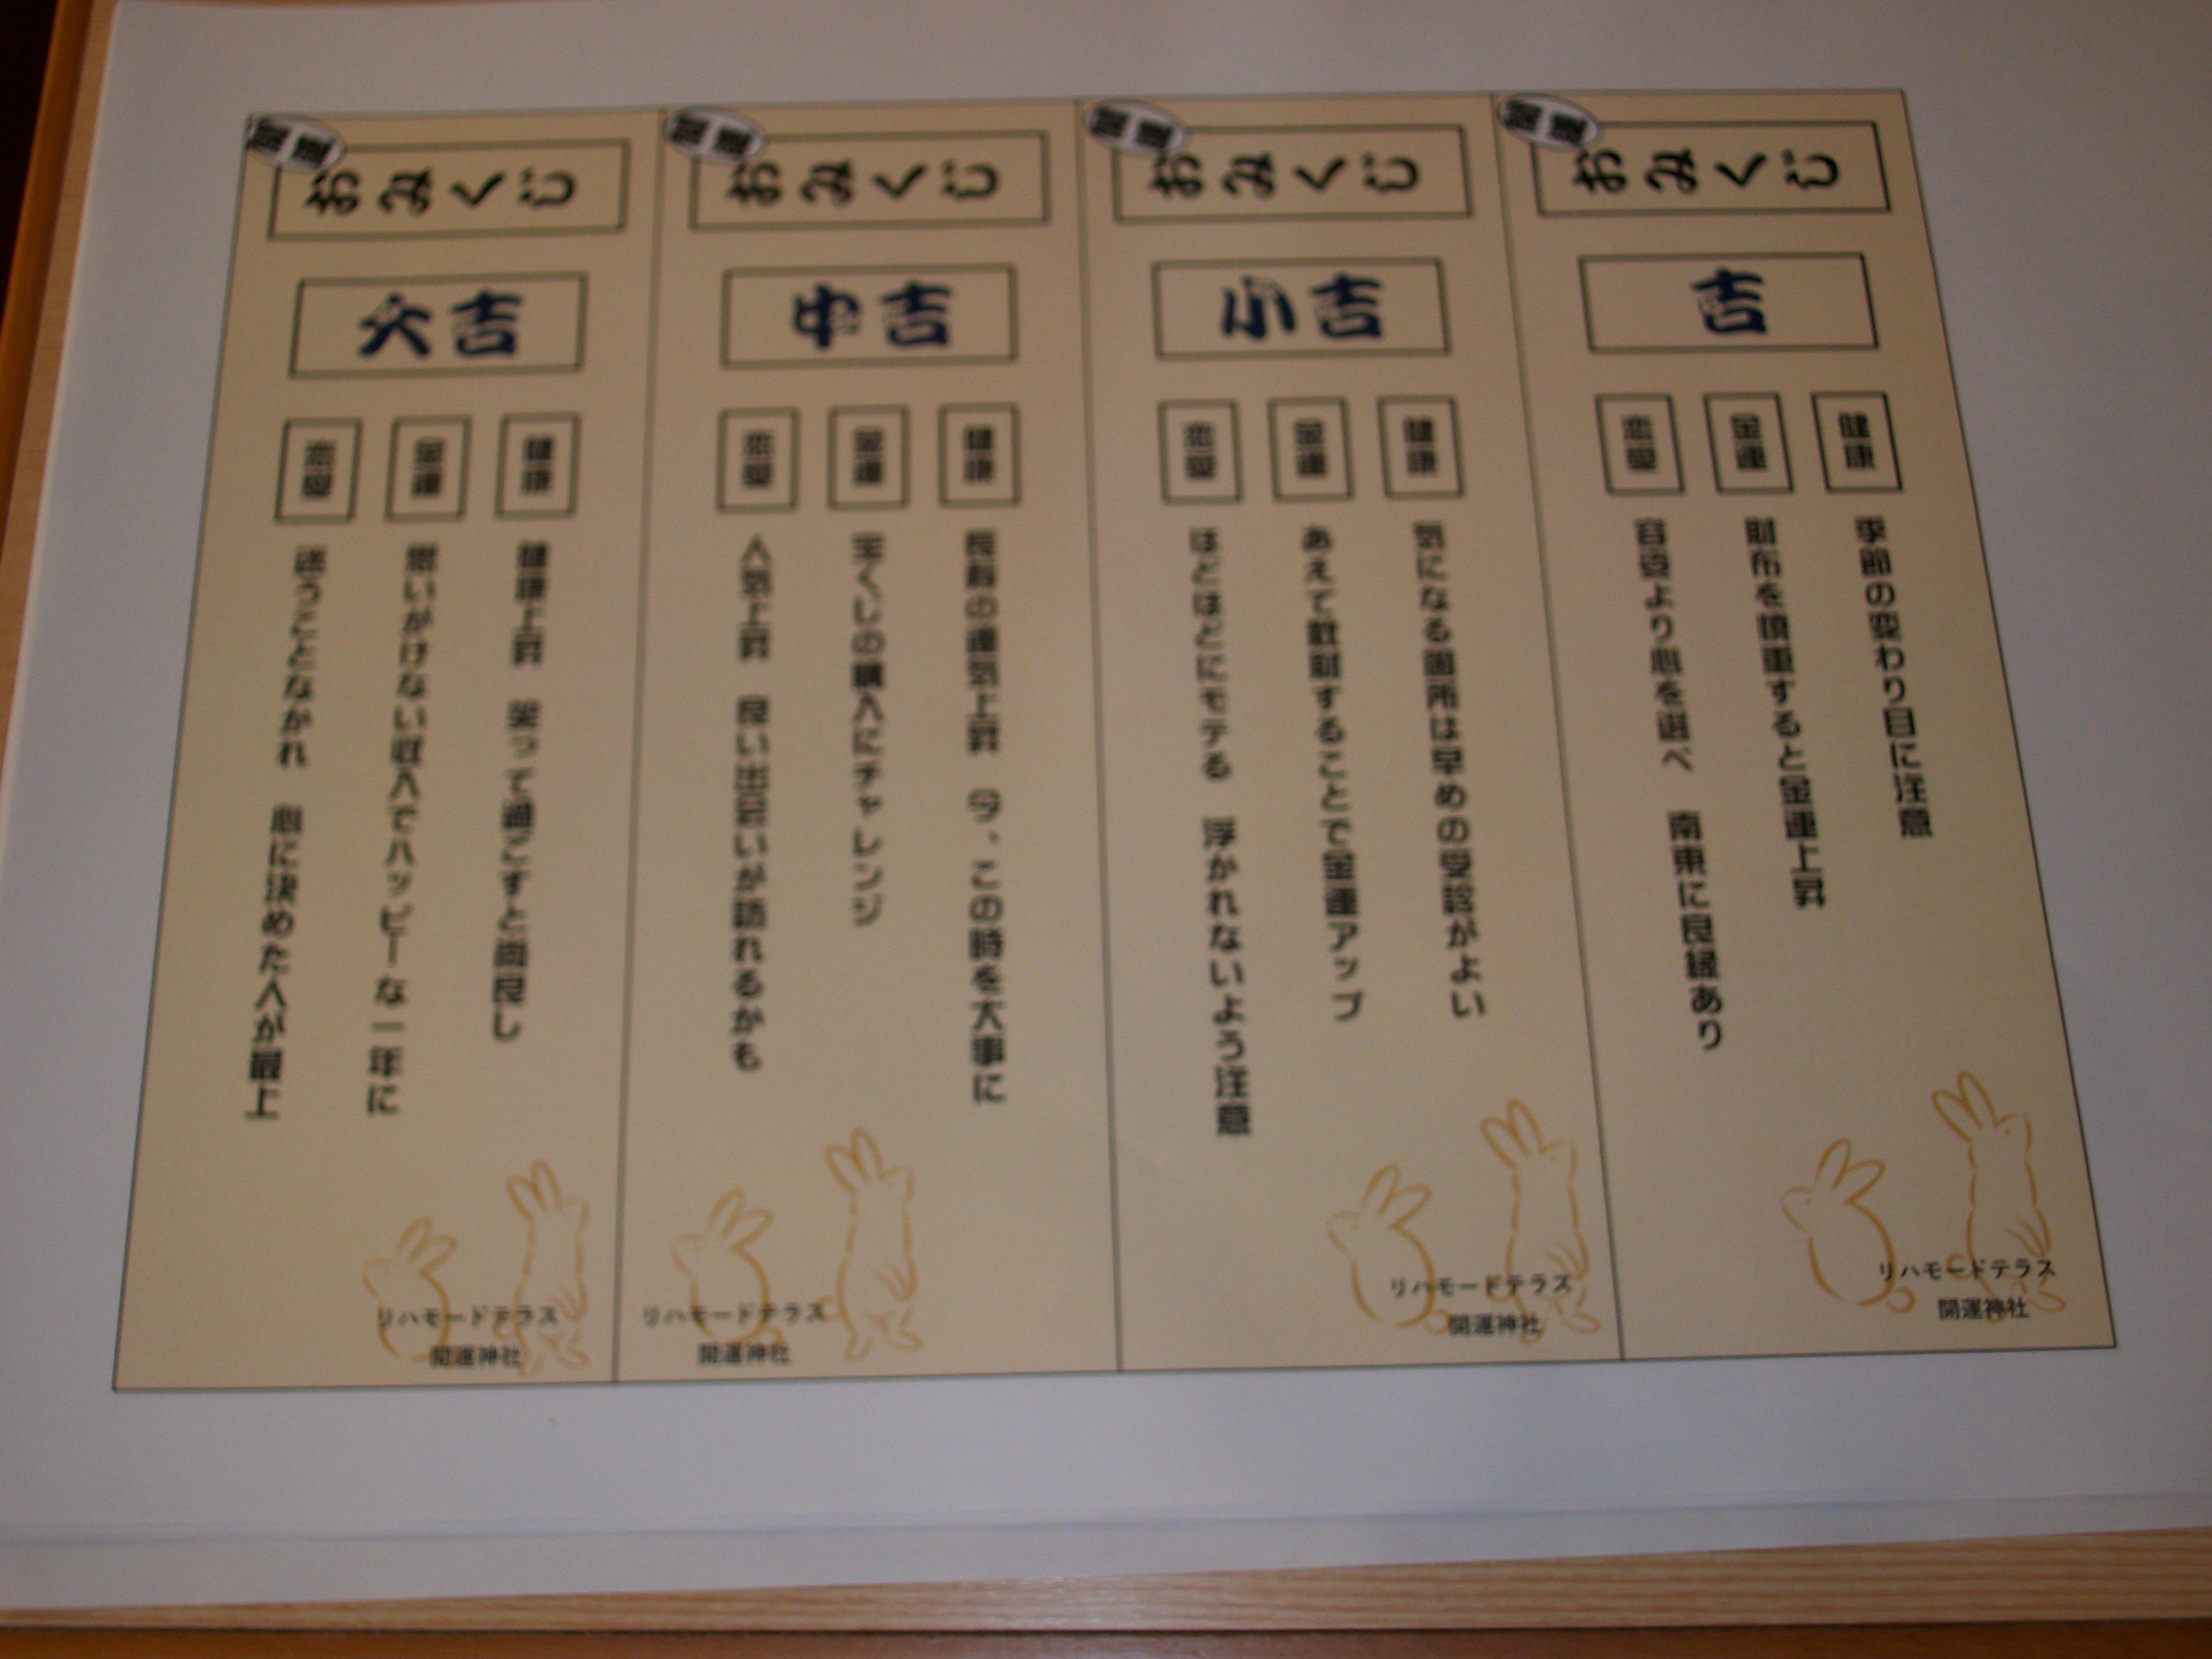 開運
おみくじ
大吉
健康
健康上昇　笑って過ごすと尚良し
金運
思いがけない収入でハッピーな一年に
恋愛
迷うことなかれ　心に決めた人が最上
リハモードテラス
開運神社
開運
おみくじ
中吉
健康
長寿の運気上昇　今、この時を大事に
金運
宝くじの購入にチャレンジ
恋愛
人気上昇　良い出会いが訪れるかも
リハモードテラス
開運神社
開運
おみくじ
小吉
健康
気になる箇所は早めの受診がよい
金運
あえて散財することで金運アップ
恋愛
ほどほどにモテる　浮かれないよう注意
リハモードテラス
開運神社
開運
おみくじ
吉
健康
季節の変わり目に注意
金運
財布を慎重すると金運上昇
恋愛
容姿より心を選べ　南東に良縁あり
リハモードテラス
開運神社